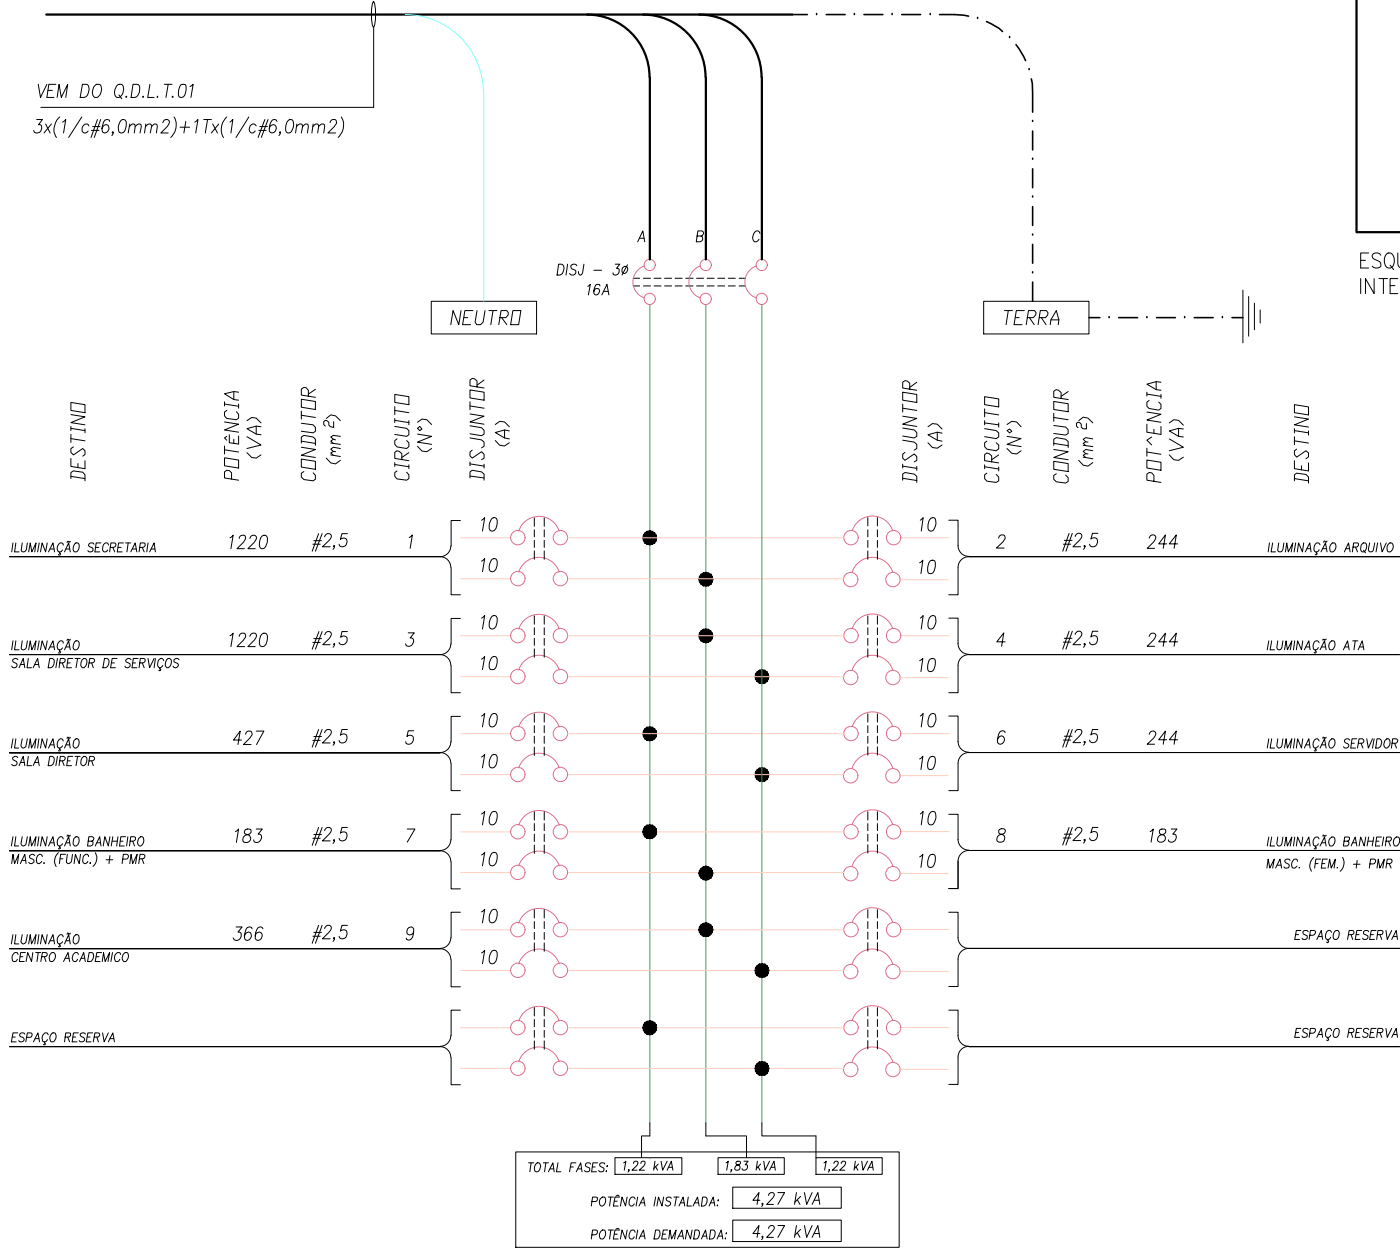 VEM DO Q.D.L.T.01
3x(1/c#6,0mm2)+1Tx(1/c#6,0mm2)
A
B
C
DISJ - 3ø
16A
NEUTRO
TERRA
ESQU
INTE
DESTINO
POTÊNCIA
(VA)
CONDUTOR
(mm 2)
CIRCUITO
(N°)
DISJUNTOR
(A)
DISJUNTOR
(A)
CIRCUITO
(N°)
CONDUTOR
(mm 2)
POT^ENCIA
(VA)
DESTINO
ILUMINAÇÃO SECRETARIA 1220 #2,5 1 10 10 2 #2,5 244 ILUMINAÇÃO ARQUIVO
10 10
ILUMINAÇÃO 1220 #2,5 3 10 10 4 #2,5 244 ILUMINAÇÃO ATA
SALA DIRETOR DE SERVIÇOS 10 10
ILUMINAÇÃO 427 #2,5 5 10 10 6 #2,5 244 ILUMINAÇÃO SERVIDOR
SALA DIRETOR 10 10
ILUMINAÇÃO BANHEIRO 183 #2,5 7 10 10 8 #2,5 183 ILUMINAÇÃO BANHEIRO
MASC. (FUNC.) + PMR 10 10 MASC. (FEM.) + PMR
ILUMINAÇÃO 366 #2,5 9 10 ESPAÇO RESERVA
CENTRO ACADEMICO 10
ESPAÇO RESERVA ESPAÇO RESERVA
TOTAL FASES: 1,22 kVA 1,83 kVA 1,22 kVA
POTÊNCIA INSTALADA: 4,27 kVA
POTÊNCIA DEMANDADA: 4,27 kVA